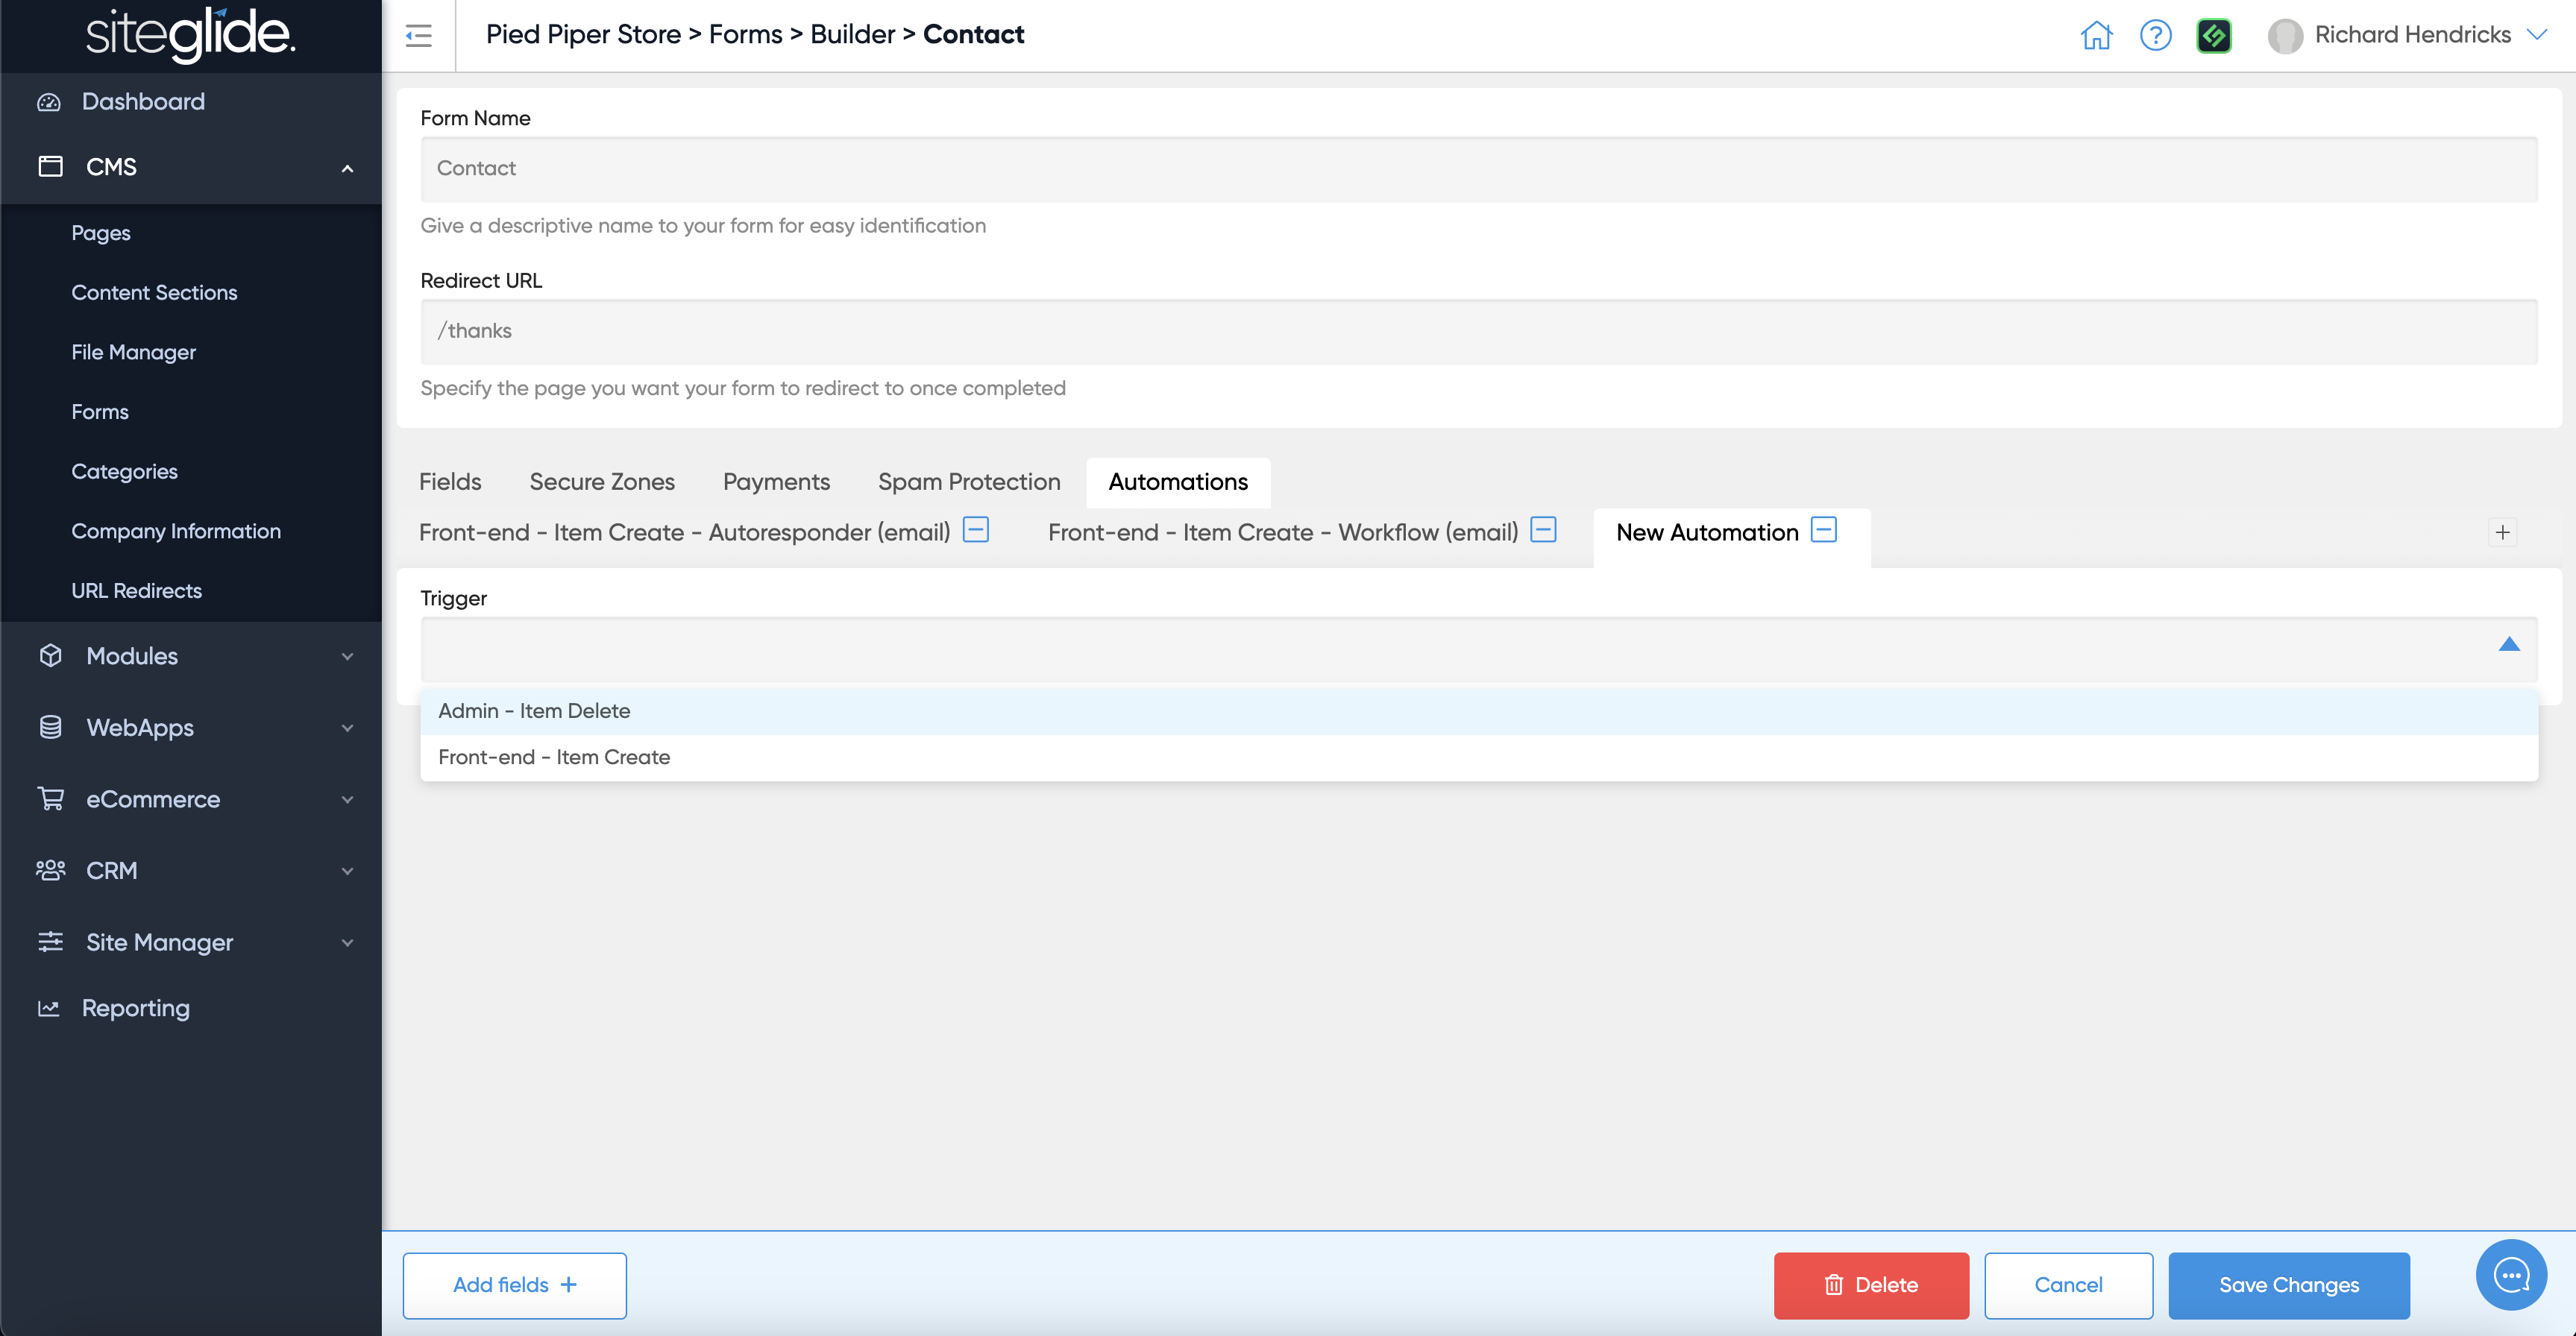 siteglide.
Pied Piper Store > Forms > Builder > Contact
Richard Hendricks
Dashboard
CMS
Pages
Content Sections
File Manager
Forms
Categories
Company Information
URL Redirects
Modules
WebApps
eCommerce
CRM
Site Manager
Reporting
Form Name
Contact
Give a descriptive name to your form for easy identification
Redirect URL
/thanks
Specify the page you want your form to redirect to once completed
Fields Secure Zones Payments Spam Protection Automations
Front-end - Item Create - Autoresponder (email) Front-end - Item Create - Workflow (email) New Automation
Trigger
Admin - Item Delete
Front-end - Item Create
Add fields +
Delete Cancel Save Changes